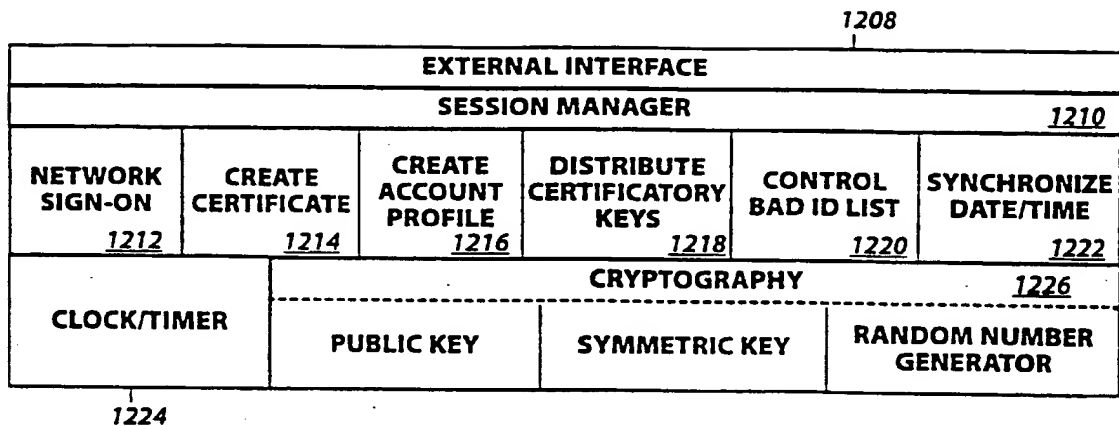 1208
EXTERNAL INTERFACE
SESSION MANAGER
1210
NETWORK
SIGN-ON
1212
CREATE
CERTIFICATE
1214
CREATE
ACCOUNT
PROFILE
1216
DISTRIBUTE
CERTIFICATORY
KEYS
1218
CONTROL
BAD ID LIST
1220
SYNCHRONIZE
DATE/TIME
1222
CLOCK/TIMER
CRYPTOGRAPHY
1226
PUBLIC KEY
SYMMETRIC KEY
RANDOM NUMBER
GENERATOR
1224